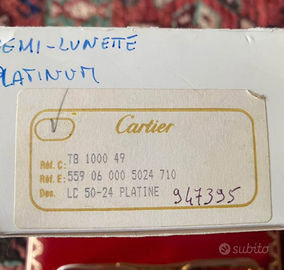 EMI-LUNETTE
PLATINUM
Cartier
Réf. C: TB 1000 49
Réf. E: 559 06 000 5024 710
Des. LC 50-24 PLATINE 947395
subito